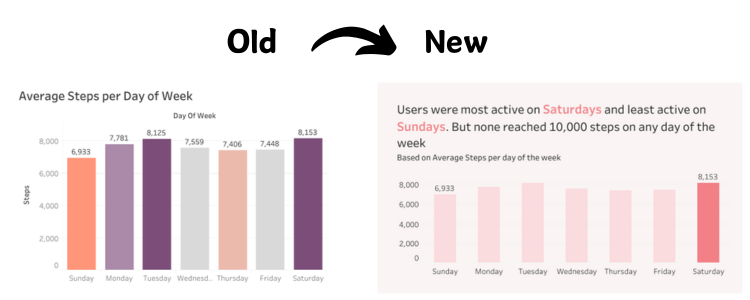 Old New
Average Steps per Day of Week
Day Of Week
8,000
6,000
4,000
2,000
0
Steps
6,933
7,781
8,125
7,559
7,406
7,448
8,153
Sunday Monday Tuesday Wednesd.. Thursday Friday Saturday
Users were most active on Saturdays and least active on
Sundays. But none reached 10,000 steps on any day of the
week
Based on Average Steps per day of the week
8,000
6,000
4,000
2,000
0
6,933
8,153
Sunday Monday Tuesday Wednesday Thursday Friday Saturday